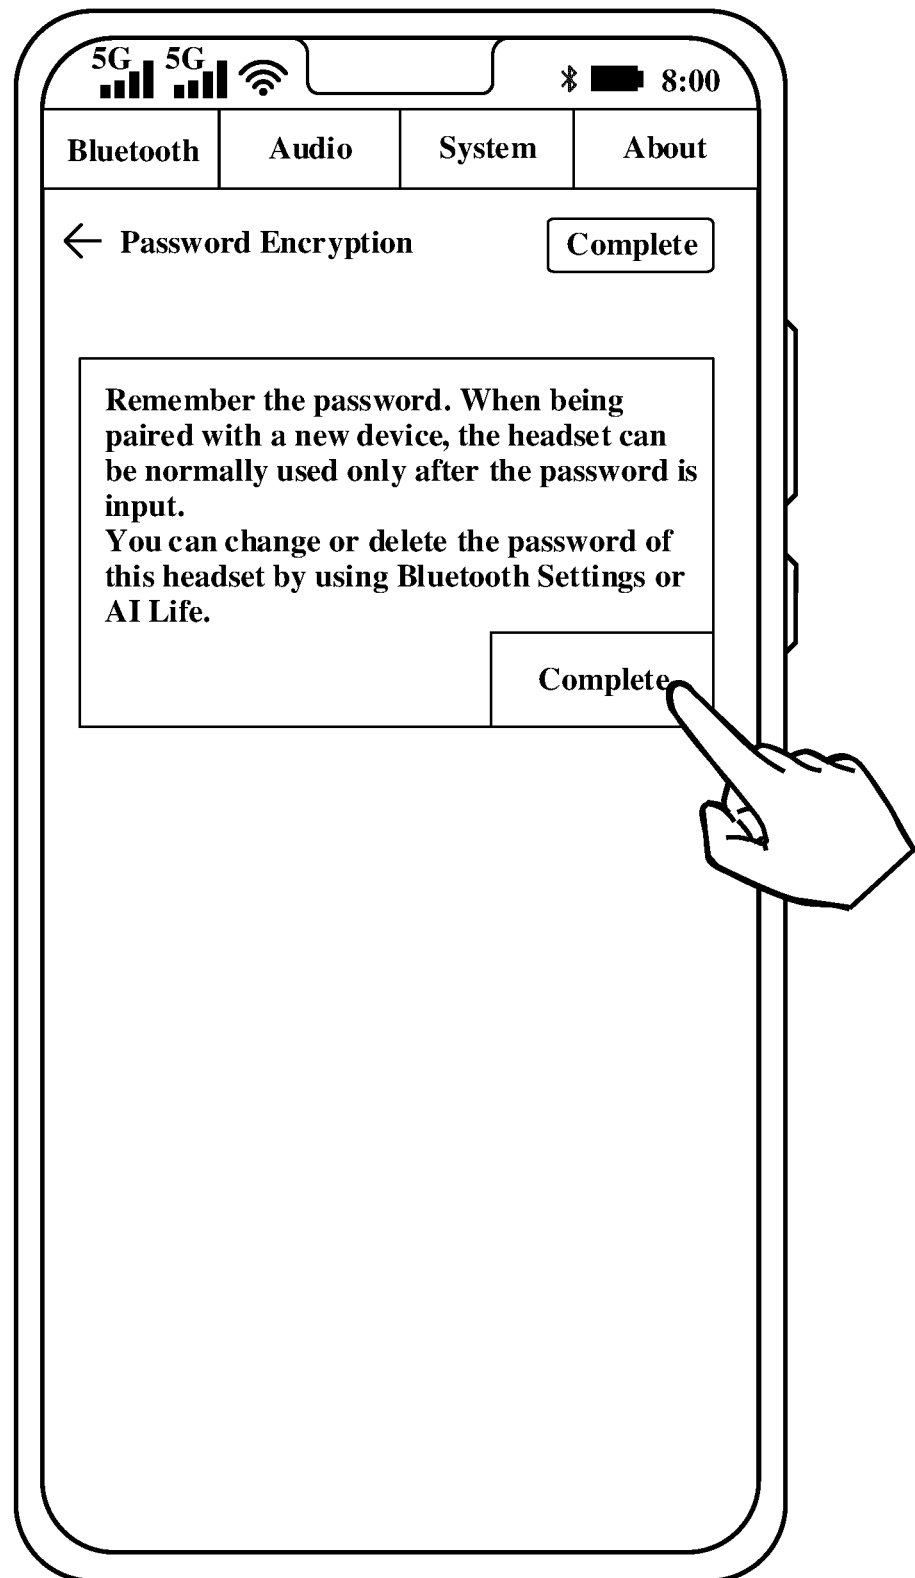 5G 5G 8:00
Bluetooth Audio System About
Password Encryption Complete
Remember the password. When being
paired with a new device, the headset can
be normally used only after the password is
input.
You can change or delete the password of
this headset by using Bluetooth Settings or
AI Life.
Complete